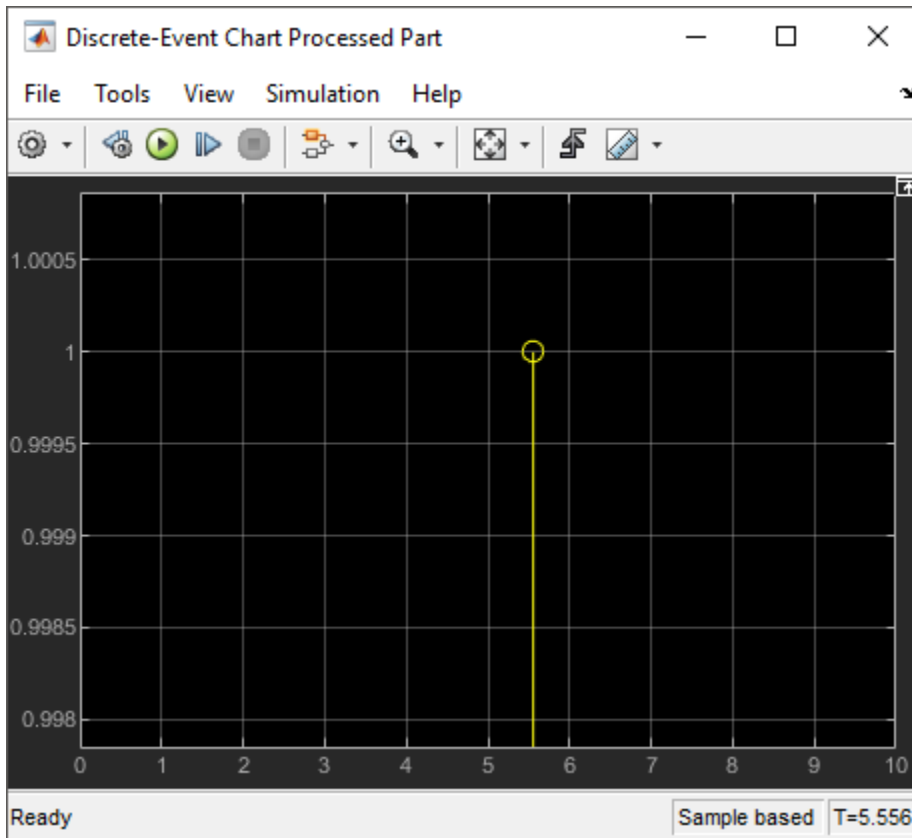 Discrete-Event Chart Processed Part
File Tools View Simulation Help
1.0005
1
0.9995
0.999
0.9985
0.998
0 1 2 3 4 5 6 7 8 9 10
Ready Sample based T=5.556